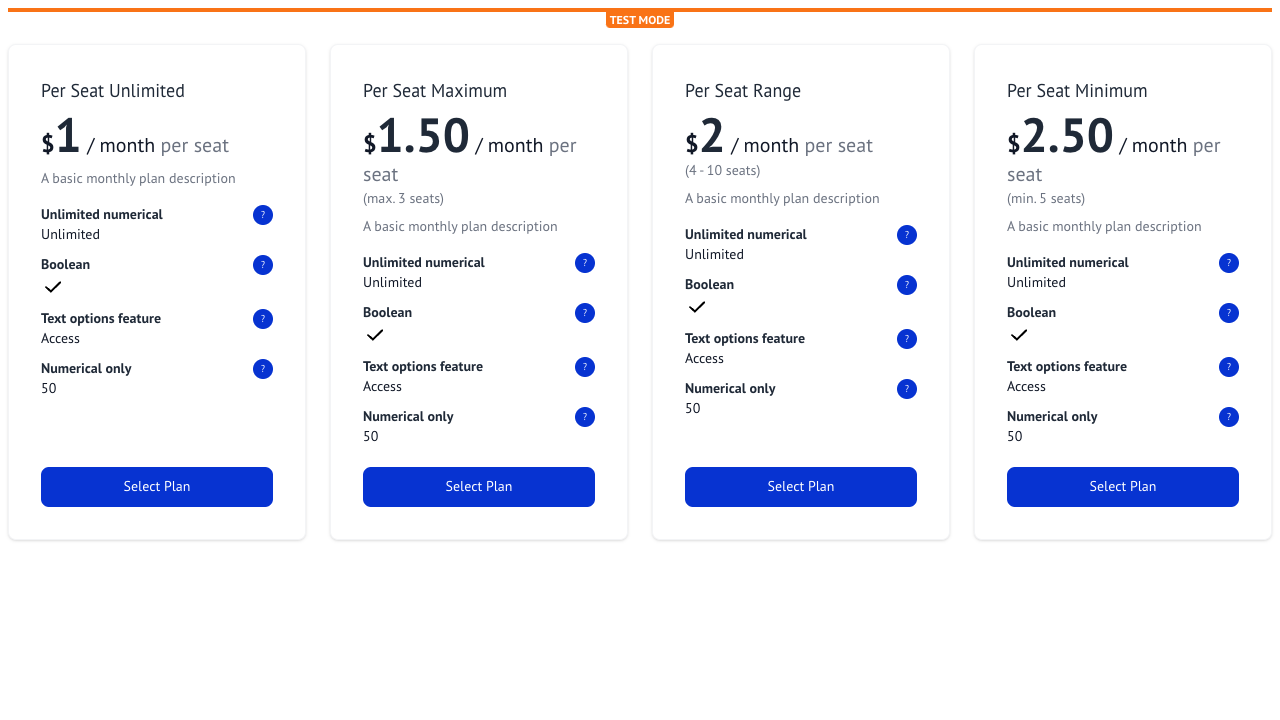 TEST MODE
Per Seat Unlimited
$1 / month per seat
A basic monthly plan description
Unlimited numerical ?
Unlimited
Boolean ?
Text options feature ?
Access
Numerical only ?
50
Select Plan
Per Seat Maximum
$1.50 / month per
seat
(max. 3 seats)
A basic monthly plan description
Unlimited numerical ?
Unlimited
Boolean ?
Text options feature ?
Access
Numerical only ?
50
Select Plan
Per Seat Range
$2 / month per seat
(4 - 10 seats)
A basic monthly plan description
Unlimited numerical ?
Unlimited
Boolean ?
Text options feature ?
Access
Numerical only ?
50
Select Plan
Per Seat Minimum
$2.50 / month per
seat
(min. 5 seats)
A basic monthly plan description
Unlimited numerical ?
Unlimited
Boolean ?
Text options feature ?
Access
Numerical only ?
50
Select Plan